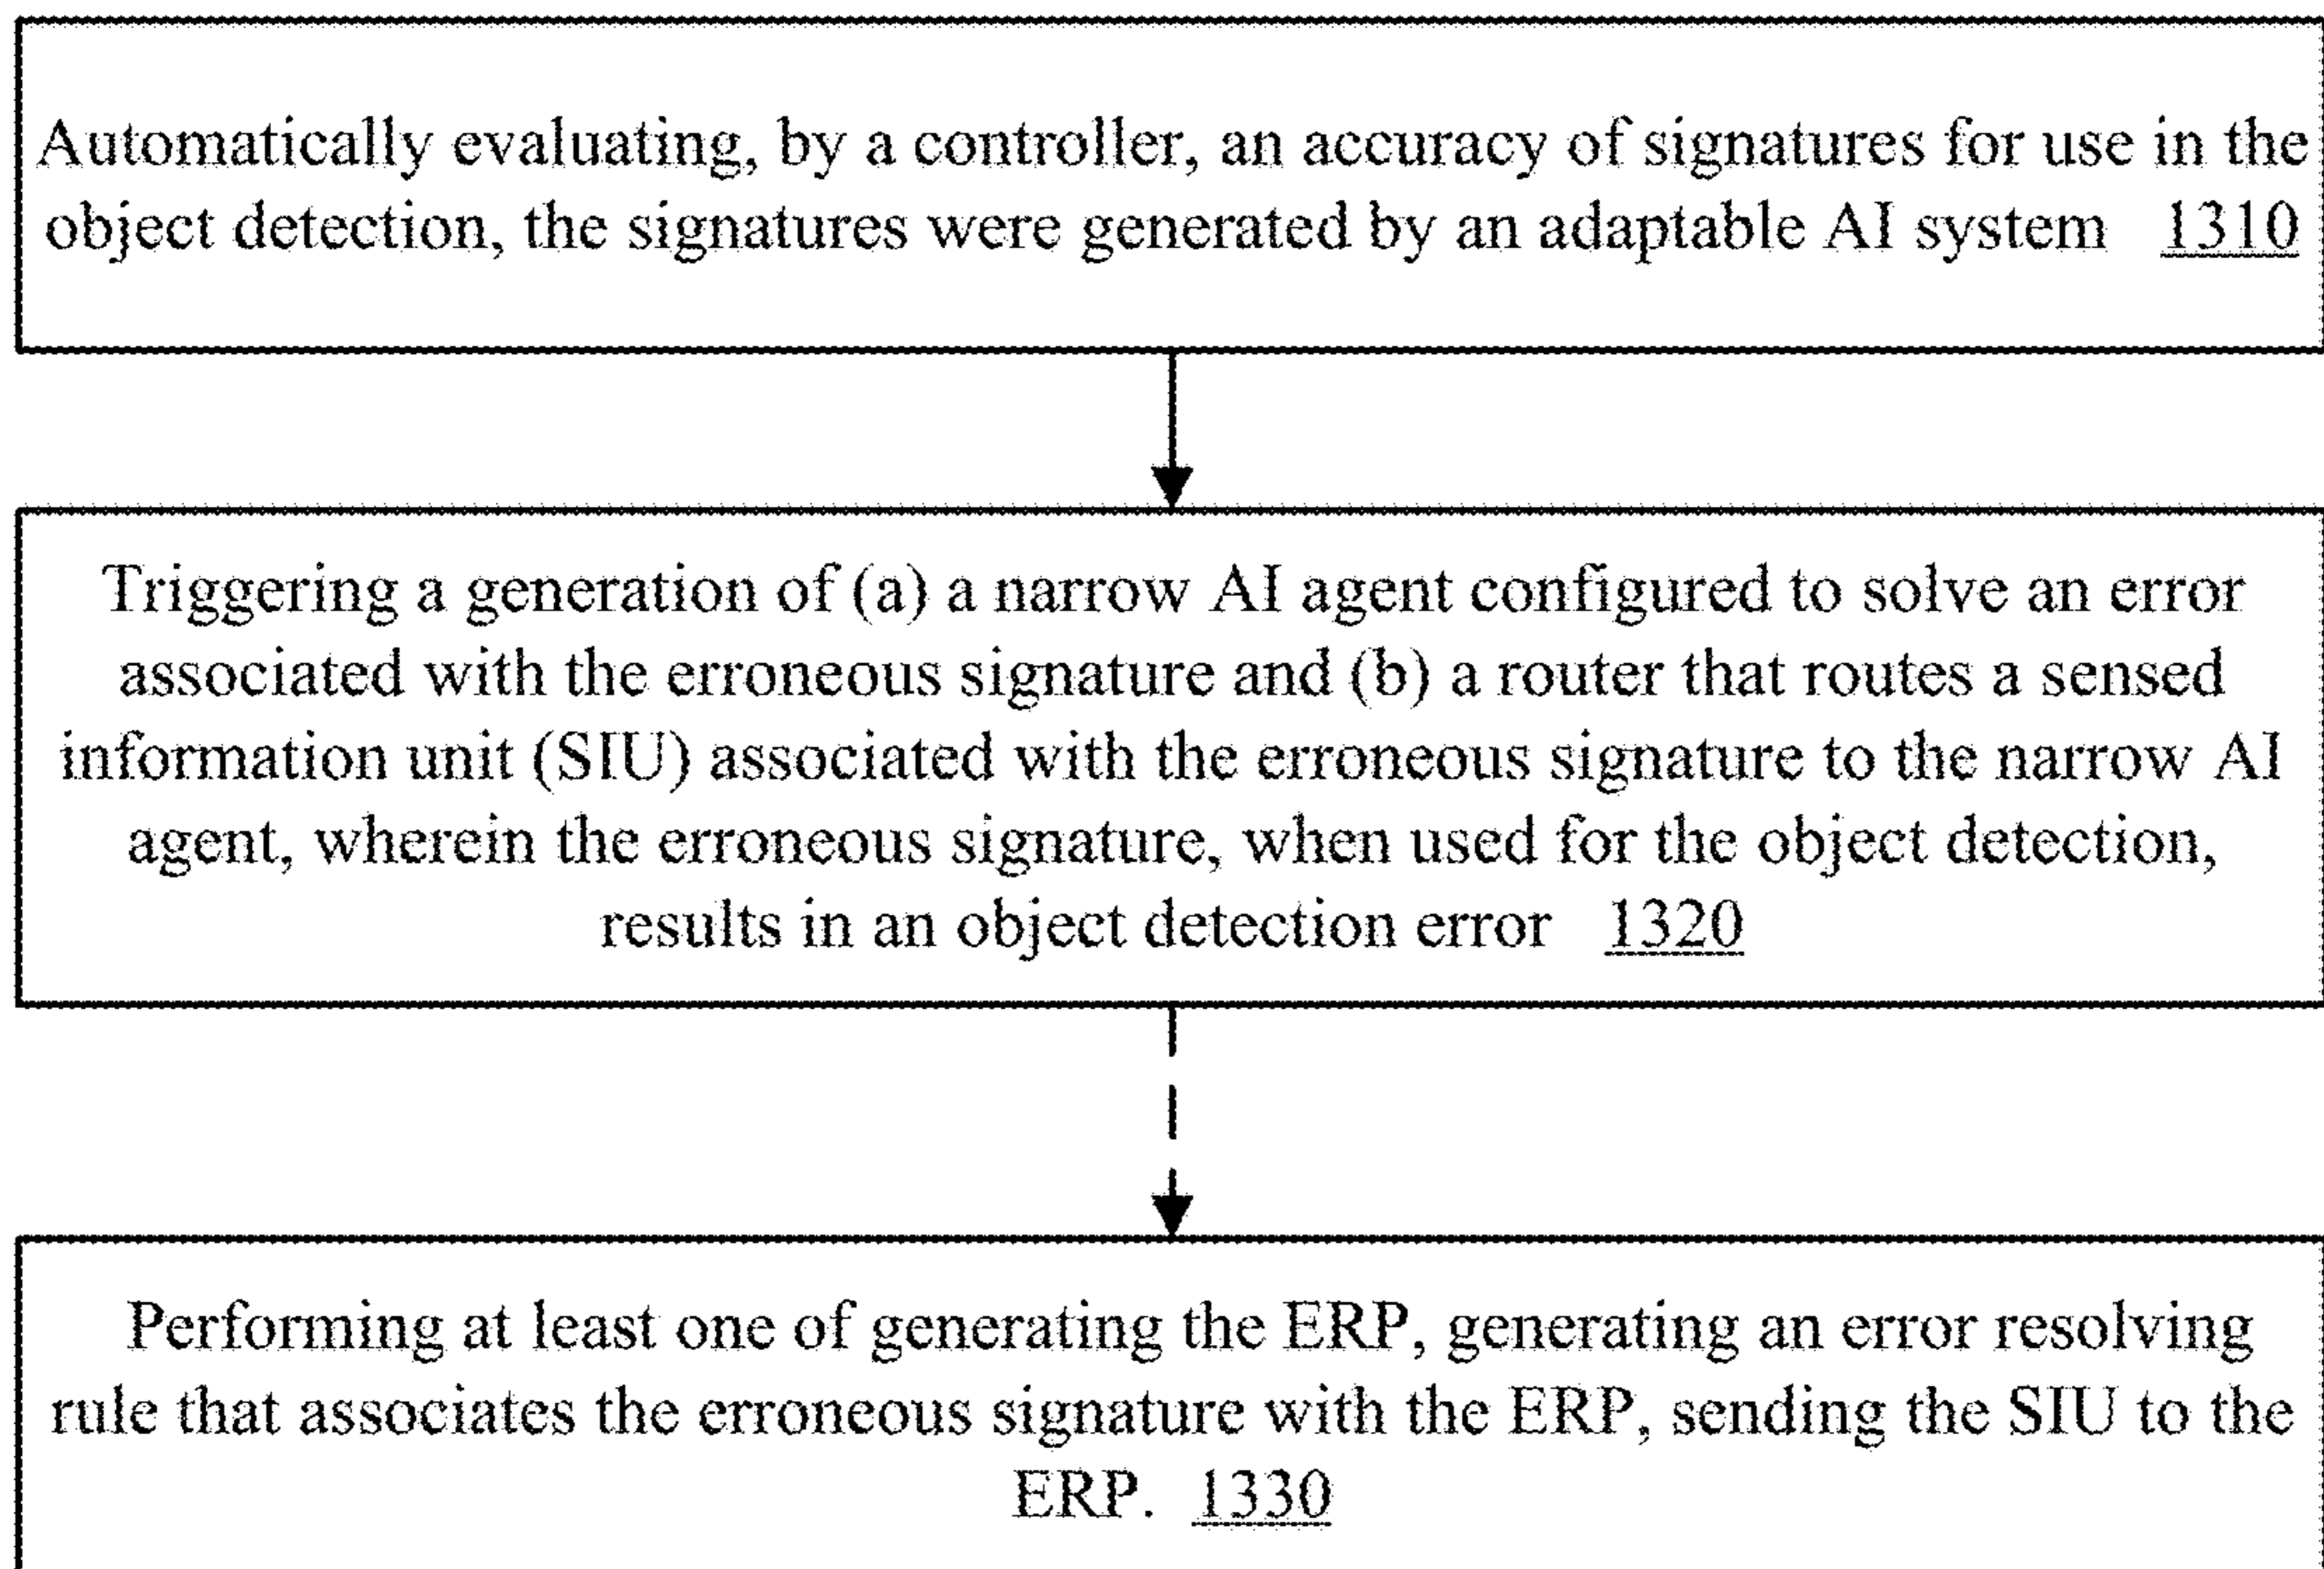 Automatically evaluating, by a controller, an accuracy of signatures for use in the
object detection, the signatures were generated by an adaptable AI system 1310
Triggering a generation of (a) a narrow AI agent configured to solve an error
associated with the erroneous signature and (b) a router that routes a sensed
information unit (SIU) associated with the erroneous signature to the narrow AI
agent, wherein the erroneous signature, when used for the object detection,
results in an object detection error 1320
Performing at least one of generating the ERP, generating an error resolving
rule that associates the erroneous signature with the ERP, sending the SIU to the
ERP. 1330